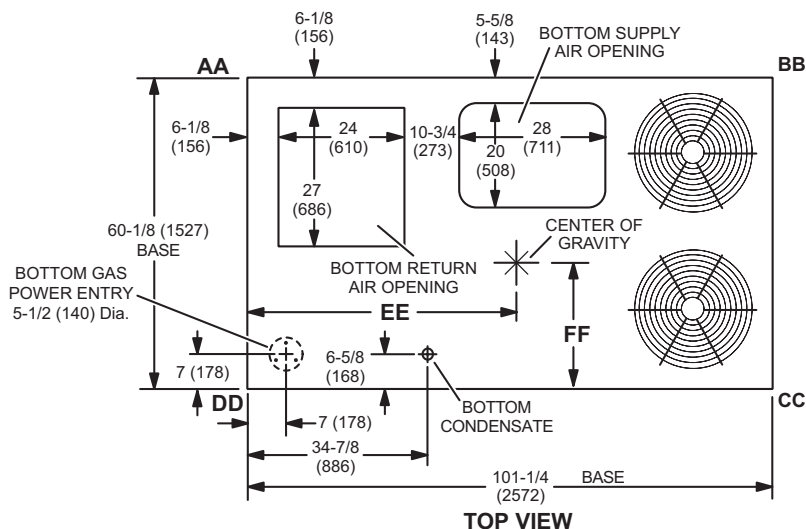 6-1/8
(156)
5-5/8
(143)
BOTTOM SUPPLY
AIR OPENING
AA
BB
6-1/8
(156)
24
(610)
10-3/4
(273)
28
(711)
20
(508)
27
(686)
60-1/8 (1527)
BASE
CENTER OF
GRAVITY
BOTTOM RETURN
AIR OPENING
BOTTOM GAS
POWER ENTRY
5-1/2 (140) Dia.
EE
FF
7 (178)
6-5/8
(168)
DD
CC
7 (178)
BOTTOM
CONDENSATE
34-7/8
(886)
101-1/4
(2572)
BASE
TOP VIEW